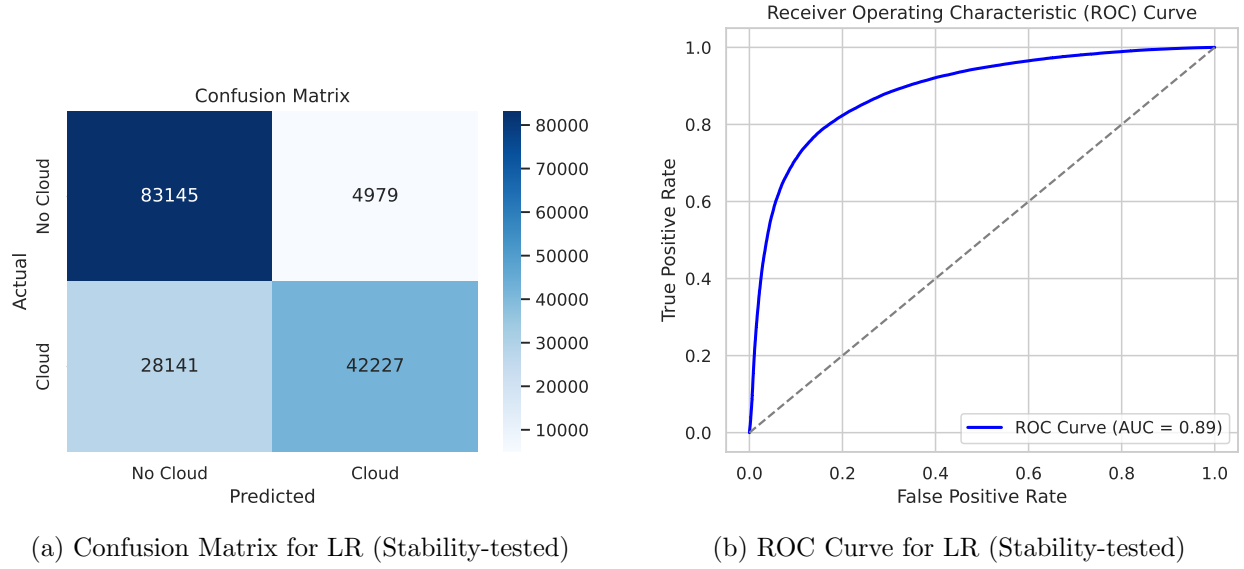 Confusion Matrix
Actual
No Cloud
Cloud
83145
4979
28141
42227
No Cloud
Cloud
Predicted
80000
70000
60000
50000
40000
30000
20000
10000
(a) Confusion Matrix for LR (Stability-tested)
Receiver Operating Characteristic (ROC) Curve
True Positive Rate
1.0
0.8
0.6
0.4
0.2
0.0
0.0
0.2
0.4
0.6
0.8
1.0
False Positive Rate
ROC Curve (AUC = 0.89)
(b) ROC Curve for LR (Stability-tested)